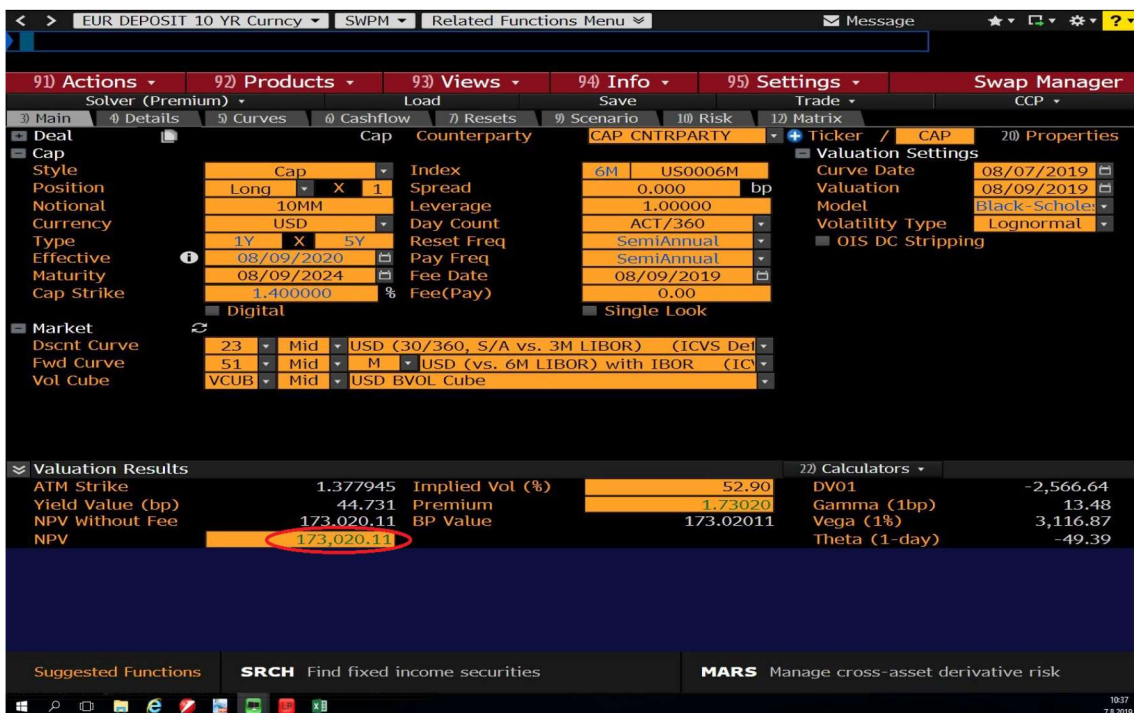 < > EUR DEPOSIT 10 YR Curncy SWPM Related Functions Menu Message ?
91) Actions 92) Products 93) Views 94) Info 95) Settings Swap Manager
Solver (Premium) Load Save Trade CCP
3) Main 4) Details 5) Curves 6) Cashflow 7) Resets 9) Scenario 10) Risk 12) Matrix
Deal Cap Counterparty CAP CNTRPARTY Ticker / CAP 20) Properties
Cap Valuation Settings
Style Cap Index 6M US0006M Curve Date 08/07/2019
Position Long X 1 Spread 0.000 bp Valuation 08/09/2019
Notional 10MM Leverage 1.00000 Model Black-Scholes
Currency USD Day Count ACT/360 Volatility Type Lognormal
Type 1Y X 5Y Reset Freq SemiAnnual OIS DC Stripping
Effective 08/09/2020 Pay Freq SemiAnnual
Maturity 08/09/2024 Fee Date 08/09/2019
Cap Strike 1.400000 % Fee(Pay) 0.00
Digital Single Look
Market
Dscnt Curve 23 Mid USD (30/360, S/A vs. 3M LIBOR) (ICVS Def
Fwd Curve 51 Mid M USD (vs. 6M LIBOR) with IBOR (IC
Vol Cube VCUB Mid USD BVOL Cube
Valuation Results 22) Calculators
ATM Strike 1.377945 Implied Vol (%) 52.90 DV01 -2,566.64
Yield Value (bp) 44.731 Premium 1.73020 Gamma (1bp) 13.48
NPV Without Fee 173,020.11 BP Value 173.02011 Vega (1%) 3,116.87
NPV 173,020.11 Theta (1-day) -49.39
Suggested Functions SRCH Find fixed income securities MARS Manage cross-asset derivative risk
10:37
7.8.2019